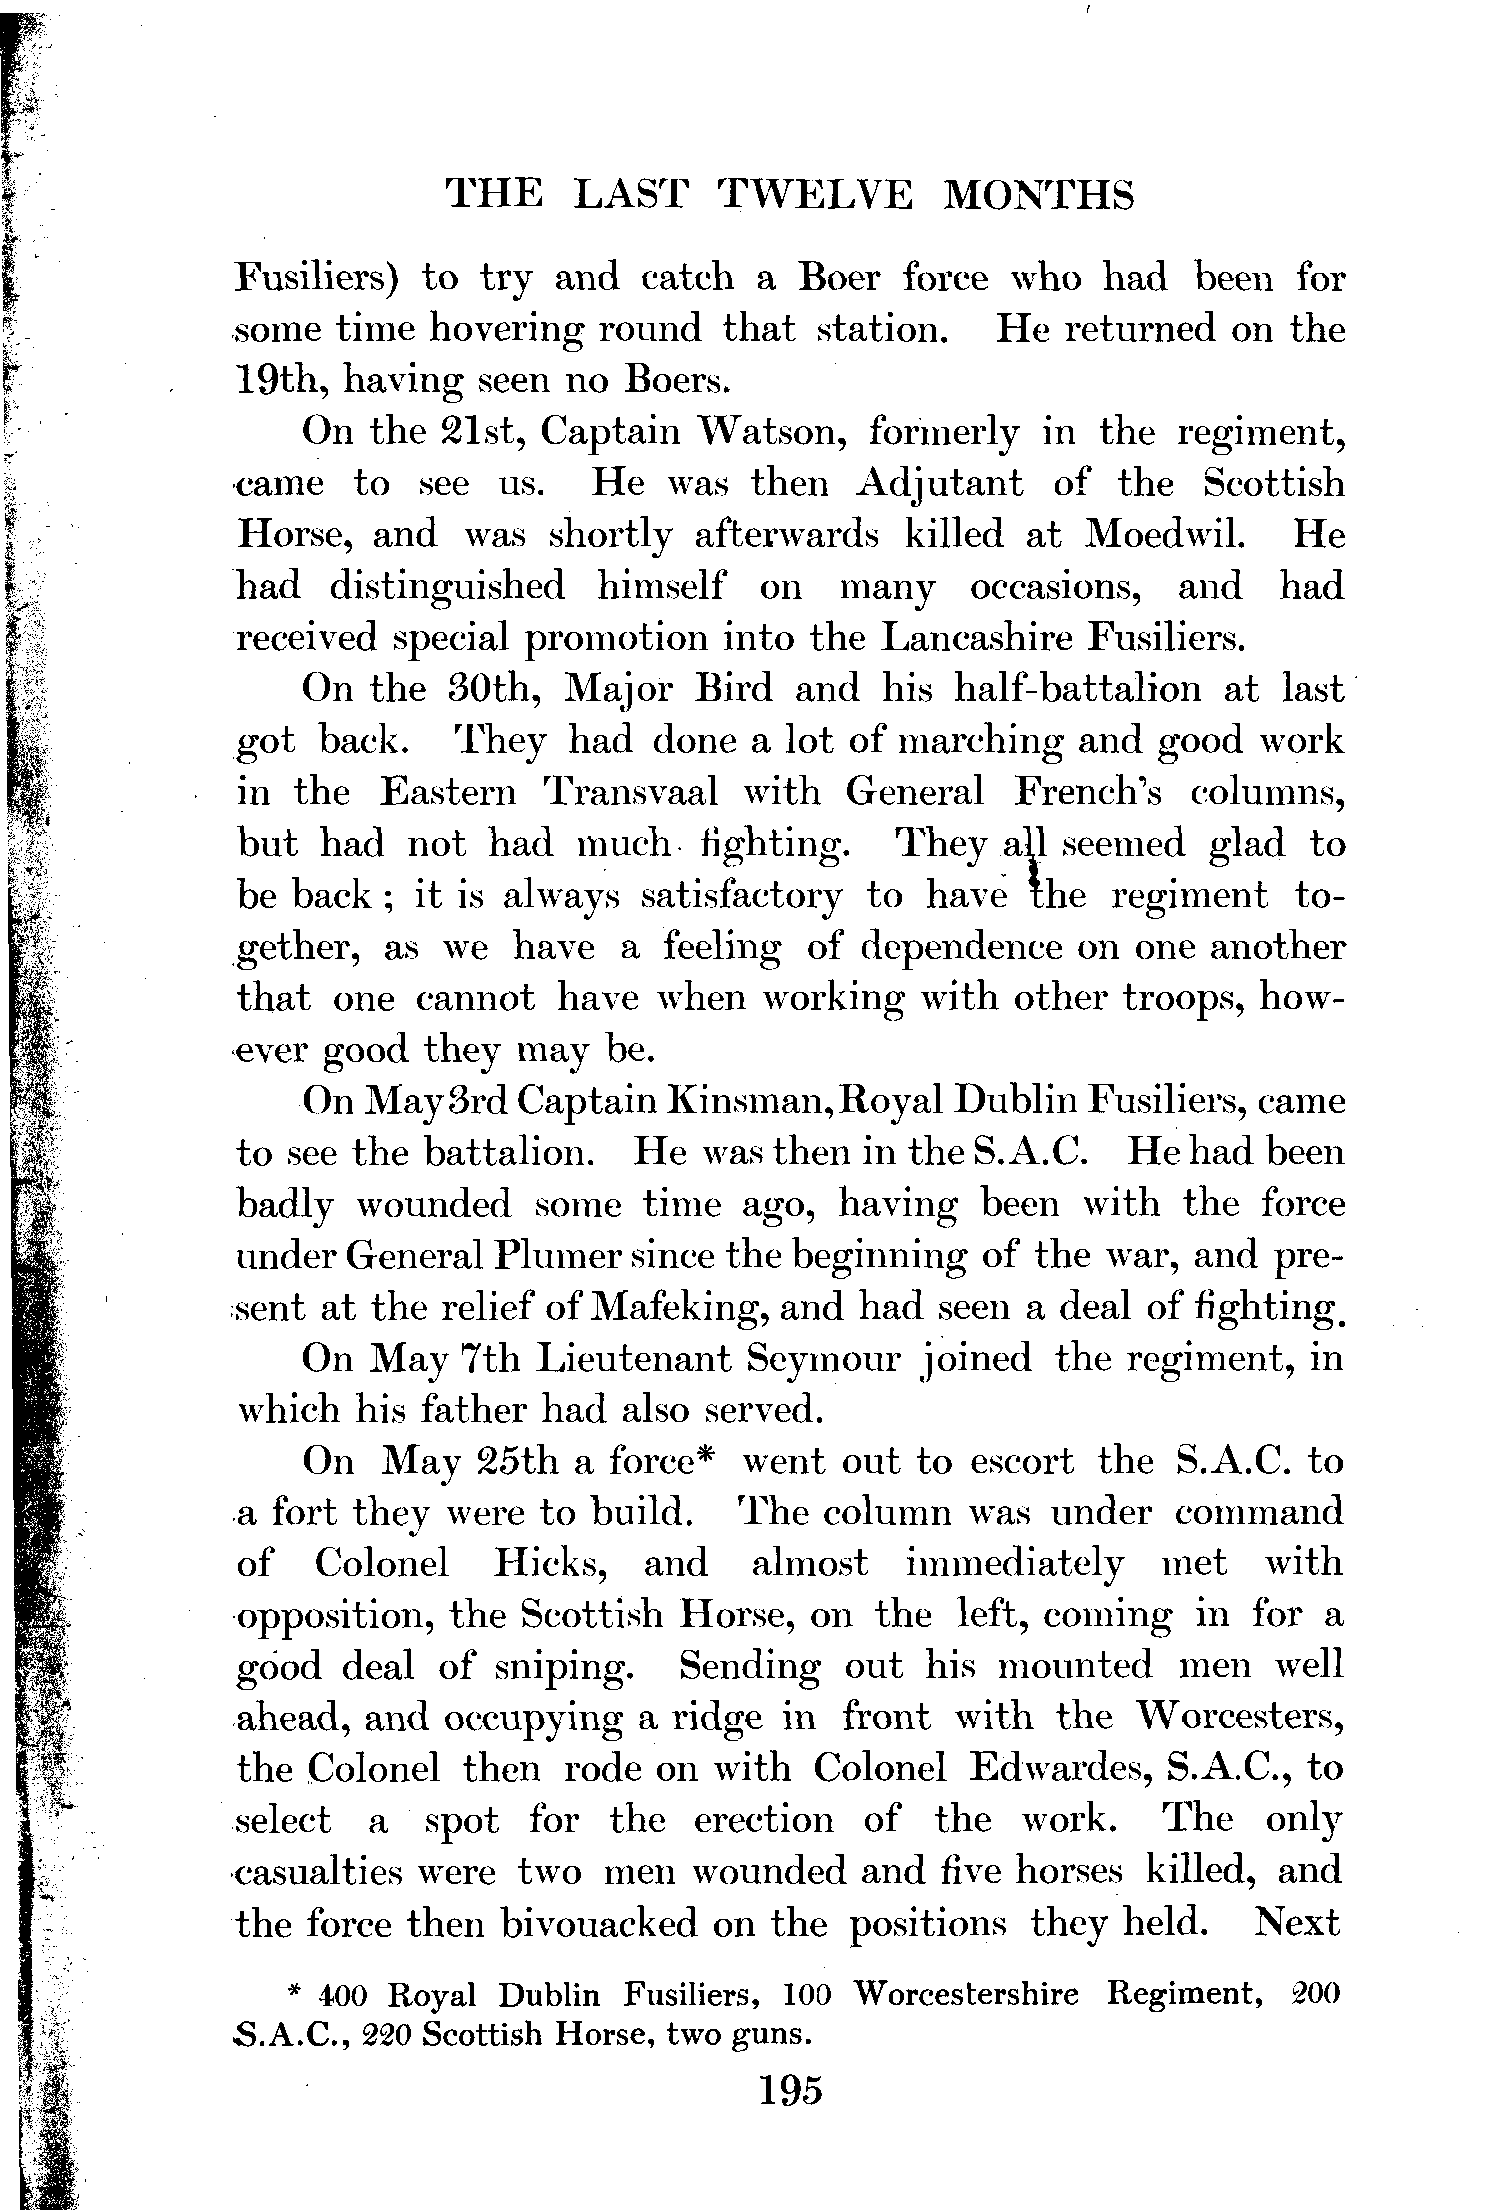 THE LAST TWELVE MONTHS
Fusiliers) to try and catch a Boer force who had been for
some time hovering round that station. He returned on the
19th, having seen no Boers.
On the 21st, Captain Watson, formerly in the regiment,
came to see us. He was then Adjutant of the Scottish
Horse, and was shortly afterwards killed at Moedwil. He
had distinguished himself on many occasions, and had
received special promotion into the Lancashire Fusiliers.
On the 30th, Major Bird and his half-battalion at last
got back. They had done a lot of marching and good work
in the Eastern Transvaal with General French's columns,
but had not had much fighting. They all seemed glad to
be back ; it is always satisfactory to have the regiment to-
gether, as we have a feeling of dependence on one another
that one cannot have when working with other troops, how-
ever good they may be.
On May 3rd Captain Kinsman, Royal Dublin Fusiliers, came
to see the battalion. He was then in the S.A.C. He had been
badly wounded some time ago, having been with the force
under General Plumer since the beginning of the war, and pre-
sent at the relief of Mafeking, and had seen a deal of fighting.
On May 7th Lieutenant Seymour joined the regiment, in
which his father had also served.
On May 25th a force* went out to escort the S.A.C. to
a fort they were to build. The column was under command
of Colonel Hicks, and almost immediately met with
opposition, the Scottish Horse, on the left, coming in for a
good deal of sniping. Sending out his mounted men well
ahead, and occupying a ridge in front with the Worcesters,
the Colonel then rode on with Colonel Edwardes, S.A.C., to
select a spot for the erection of the work. The only
casualties were two men wounded and five horses killed, and
the force then bivouacked on the positions they held. Next
* 400 Royal Dublin Fusiliers, 100 Worcestershire Regiment, 200
S.A.C., 220 Scottish Horse, two guns.
195